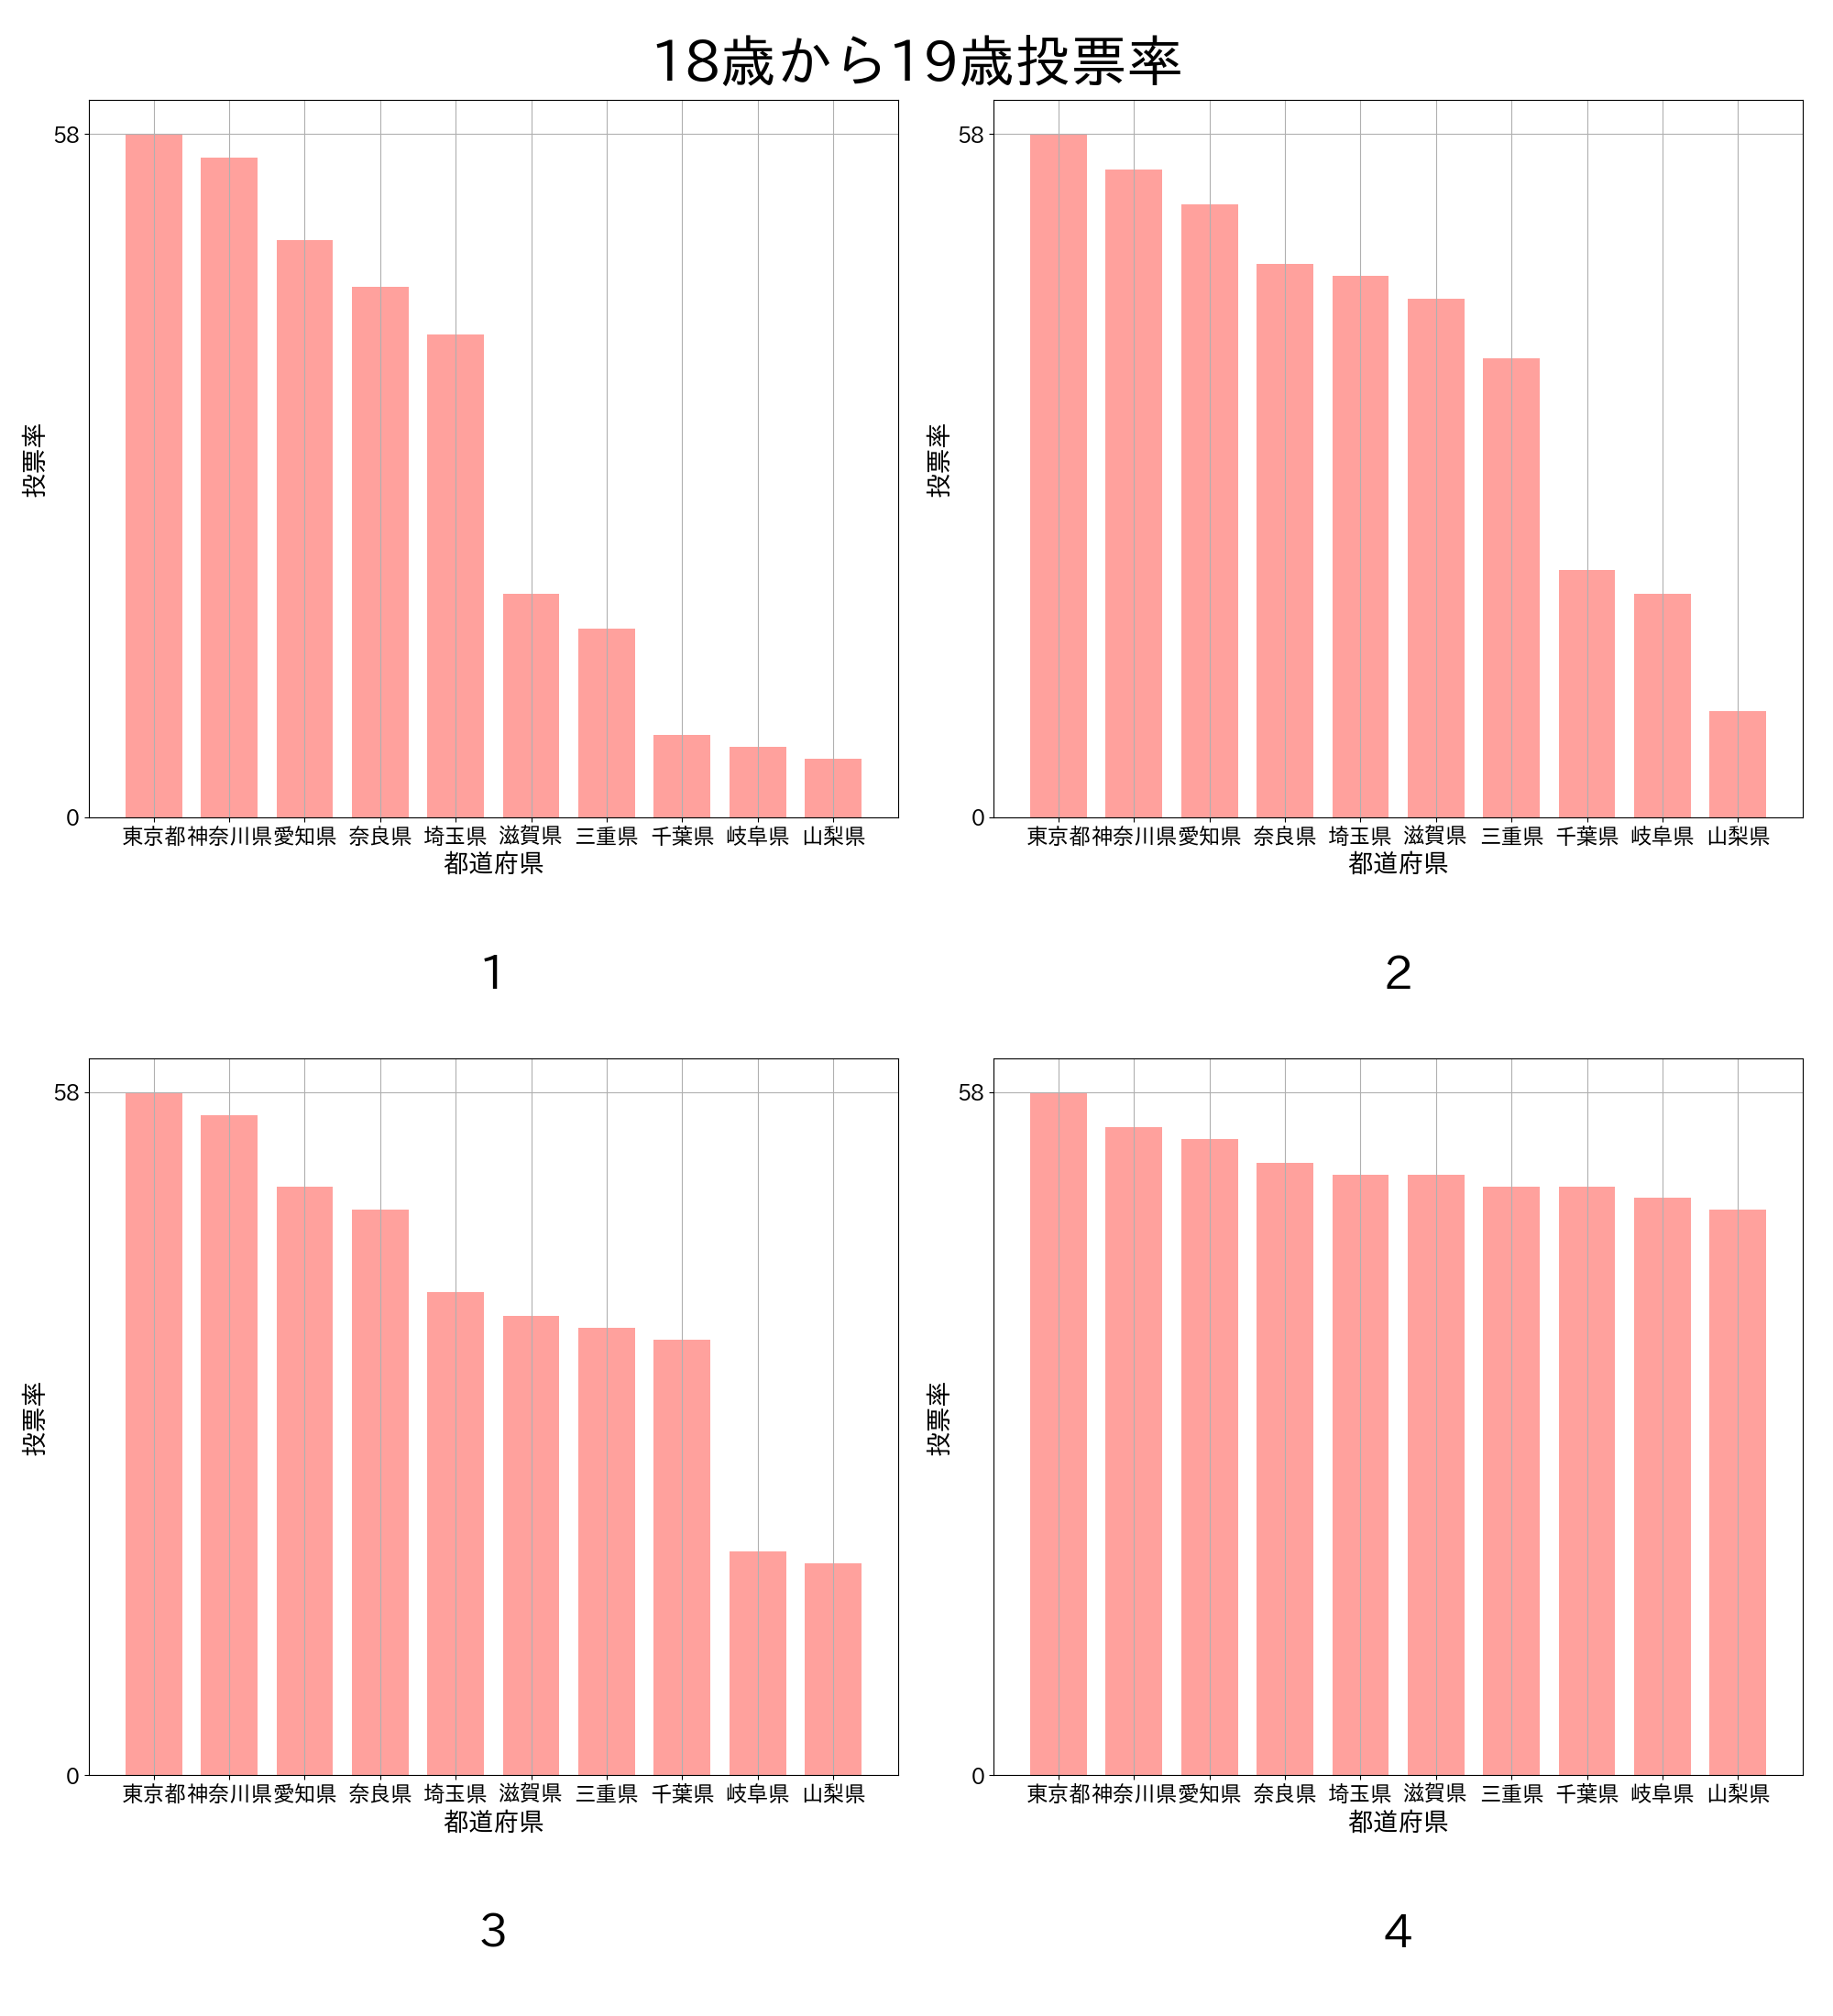 18歳から19歳投票率
58
0
投票率
東京都 神奈川県 愛知県 奈良県 埼玉県 滋賀県 三重県 千葉県 岐阜県 山梨県
都道府県
1
58
0
投票率
東京都 神奈川県 愛知県 奈良県 埼玉県 滋賀県 三重県 千葉県 岐阜県 山梨県
都道府県
2
58
0
投票率
東京都 神奈川県 愛知県 奈良県 埼玉県 滋賀県 三重県 千葉県 岐阜県 山梨県
都道府県
3
58
0
投票率
東京都 神奈川県 愛知県 奈良県 埼玉県 滋賀県 三重県 千葉県 岐阜県 山梨県
都道府県
4